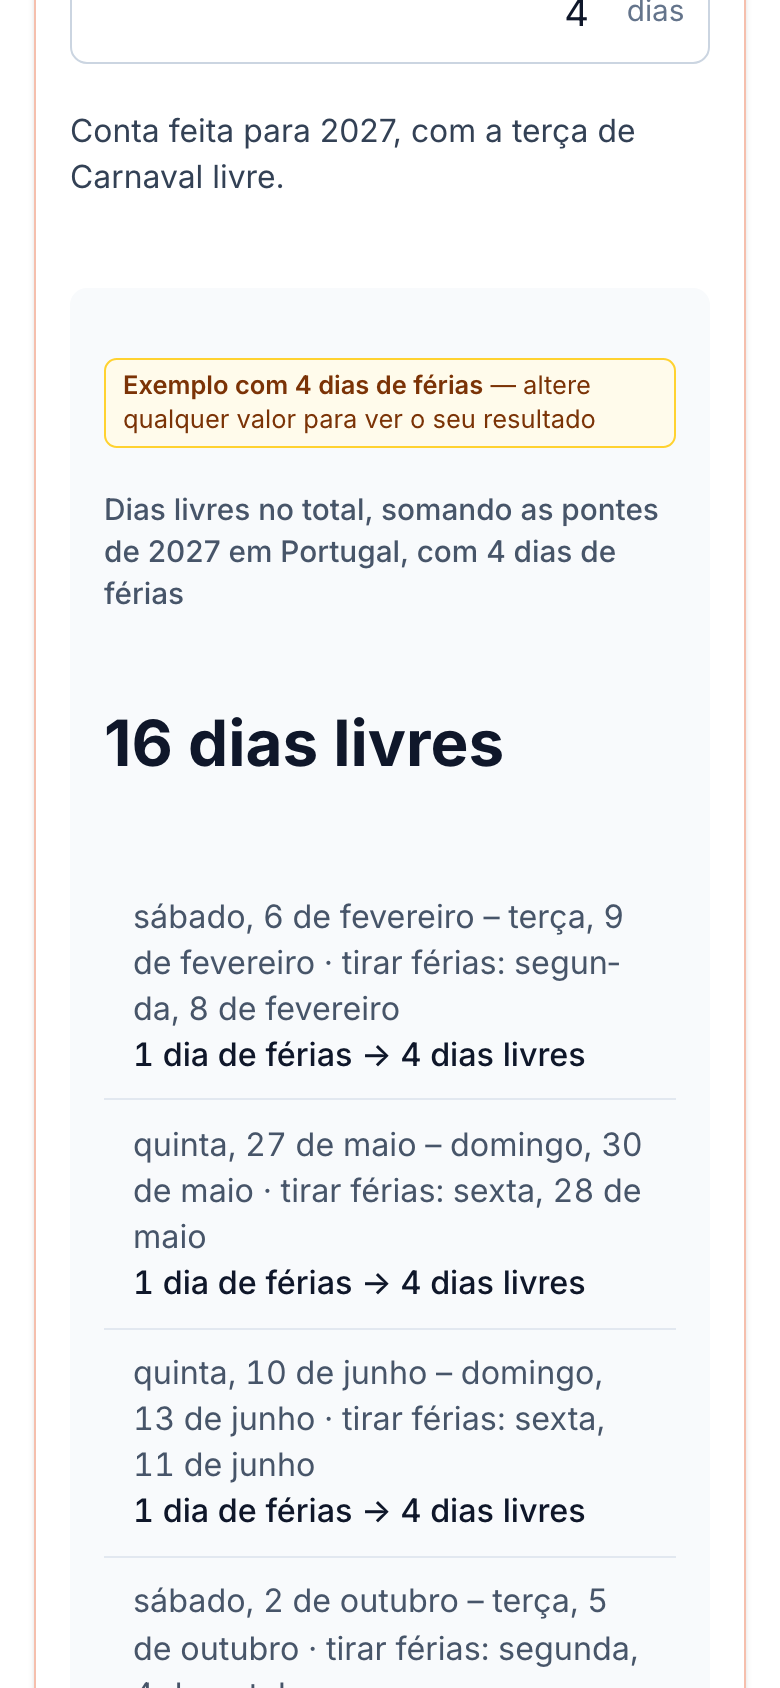 4 dias
Conta feita para 2027, com a terça de
Carnaval livre.
Exemplo com 4 dias de férias — altere
qualquer valor para ver o seu resultado
Dias livres no total, somando as pontes
de 2027 em Portugal, com 4 dias de
férias
16 dias livres
sábado, 6 de fevereiro – terça, 9
de fevereiro · tirar férias: segun-
da, 8 de fevereiro
1 dia de férias → 4 dias livres
quinta, 27 de maio – domingo, 30
de maio · tirar férias: sexta, 28 de
maio
1 dia de férias → 4 dias livres
quinta, 10 de junho – domingo,
13 de junho · tirar férias: sexta,
11 de junho
1 dia de férias → 4 dias livres
sábado, 2 de outubro – terça, 5
de outubro · tirar férias: segunda,